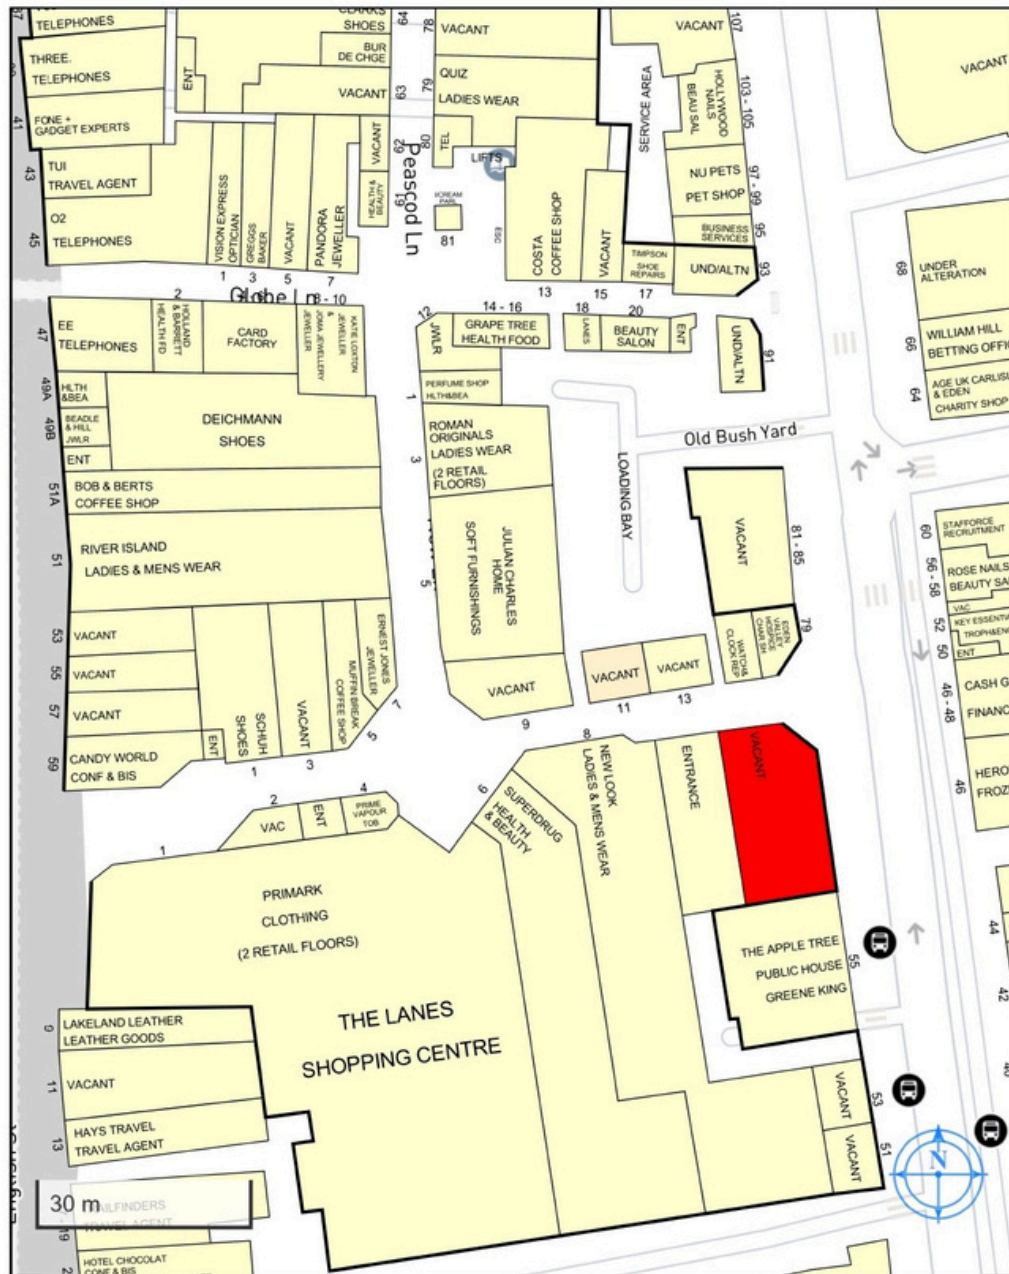 TELEPHONES
CLARKS
SHOES
64
78
VACANT
VACANT
107
VACANT
THREE.
TELEPHONES
ENT
BUR
DE CHGE
VACANT
63
79
QUIZ
LADIES WEAR
SERVICE AREA
HOLLYWOOD
NAILS
BEAU SAL
103 - 105
41
FONE +
GADGET EXPERTS
62
80
VACANT
TEL
LIFTS
Peascod Ln
43
TUI
TRAVEL AGENT
HEALTH &
BEAUTY
61
ICREAM
PARL
81
ESC
NU PETS
PET SHOP
97 - 99
45
O2
TELEPHONES
VISION EXPRESS
OPTICIAN
GREGGS
BAKER
VACANT
PANDORA
JEWELLER
COSTA
COFFEE SHOP
VACANT
BUSINESS
SERVICES
95
TIMPSON
SHOE
REPAIRS
UND/ALTN
93
68
UNDER
ALTERATION
1
3
5
7
13
15
17
Globe Ln
2
8 - 10
12
14 - 16
18
20
47
EE
TELEPHONES
HOLLAND
& BARRETT
HEALTH FD
CARD
FACTORY
KATIE LOXTON
JEWELLER
&
JOMA JEWELLERY
JEWELLER
JWLR
GRAPE TREE
HEALTH FOOD
LANES
BEAUTY
SALON
ENT
UND/ALTN
91
66
WILLIAM HILL
BETTING OFFI
49A
HLTH
&BEA
1
PERFUME SHOP
HLTH&BEA
64
AGE UK CARLISL
& EDEN
CHARITY SHOP
49B
BEADLE
& HILL
JWLR
DEICHMANN
SHOES
3
ROMAN
ORIGINALS
LADIES WEAR
(2 RETAIL
FLOORS)
Old Bush Yard
ENT
51A
BOB & BERTS
COFFEE SHOP
LOADING BAY
VACANT
81 - 85
60
STAFFORCE
RECRUITMENT
51
RIVER ISLAND
LADIES & MENS WEAR
5
JULIAN CHARLES
HOME
SOFT FURNISHINGS
56 - 58
ROSE NAILS
BEAUTY SA
VAC
53
VACANT
ERNEST JONES
JEWELLER
WATCH&
CLOCK REP
EDEN
VALLEY
HOSPICE
CHAR SH
79
52
KEY ESSENTI
TROPH&EN
50
ENT
55
VACANT
MUFFIN BREAK
COFFEE SHOP
VACANT
VACANT
VACANT
46 - 48
CASH G
FINANC
57
VACANT
SCHUH
SHOES
VACANT
7
9
11
13
59
CANDY WORLD
CONF & BIS
ENT
1
3
5
8
6
NEW LOOK
LADIES & MENS WEAR
ENTRANCE
VACANT
46
HERO
FROZ
2
4
VAC
ENT
PRIME
VAPOUR
TOB
SUPERDRUG
HEALTH
& BEAUTY
1
PRIMARK
CLOTHING
(2 RETAIL FLOORS)
44
THE APPLE TREE
PUBLIC HOUSE
GREENE KING
55
42
9
LAKELAND LEATHER
LEATHER GOODS
THE LANES
SHOPPING CENTRE
11
VACANT
VACANT
53
13
HAYS TRAVEL
TRAVEL AGENT
VACANT
51
N
30 m
RAILFINDERS
TRAVEL AGENT
HOTEL CHOCOLAT
CONF & BIS